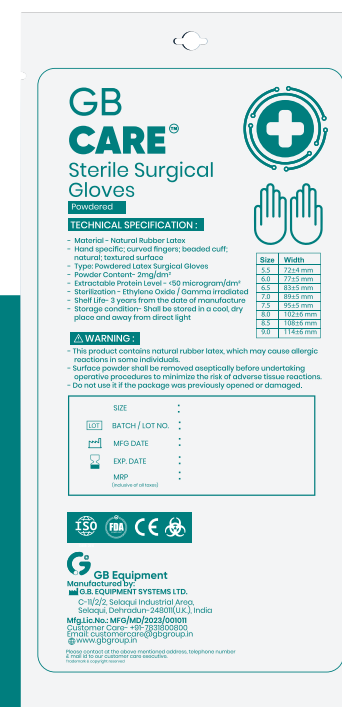 GB
CARE™
Sterile Surgical
Gloves
Powdered
TECHNICAL SPECIFICATION :
- Material - Natural Rubber Latex
- Hand specific; curved fingers; beaded cuff;
natural; textured surface
- Type: Powdered Latex Surgical Gloves
- Powder Content- 2mg/dm²
- Extractable Protein Level - <50 microgram/dm²
- Sterilization - Ethylene Oxide / Gamma irradiated
- Shelf Life- 3 years from the date of manufacture
- Storage condition- Shall be stored in a cool, dry
place and away from direct light
Size Width
5.5 72±4 mm
6.0 77±5 mm
6.5 83±5 mm
7.0 89±5 mm
7.5 95±5 mm
8.0 102±6 mm
8.5 108±6 mm
9.0 114±6 mm
WARNING :
- This product contains natural rubber latex, which may cause allergic
reactions in some individuals.
- Surface powder shall be removed aseptically before undertaking
operative procedures to minimize the risk of adverse tissue reactions.
- Do not use it if the package was previously opened or damaged.
SIZE :
LOT BATCH / LOT NO. :
MFG DATE :
EXP. DATE :
MRP :
(Inclusive of all taxes)
ISO FDA CE
GB Equipment
Manufactured by:
G.B. EQUIPMENT SYSTEMS LTD.
C-11/2/2, Selaqui Industrial Area,
Selaqui, Dehradun-248011(U.K.), India
Mfg.Lic.No.: MFG/MD/2023/001011
Customer Care- +91-7831800800
Email: customercare@gbgroup.in
www.gbgroup.in
Please contact at the above mentioned address, telephone number
& mail id to our customer care executive.
Trademark & copyright reserved